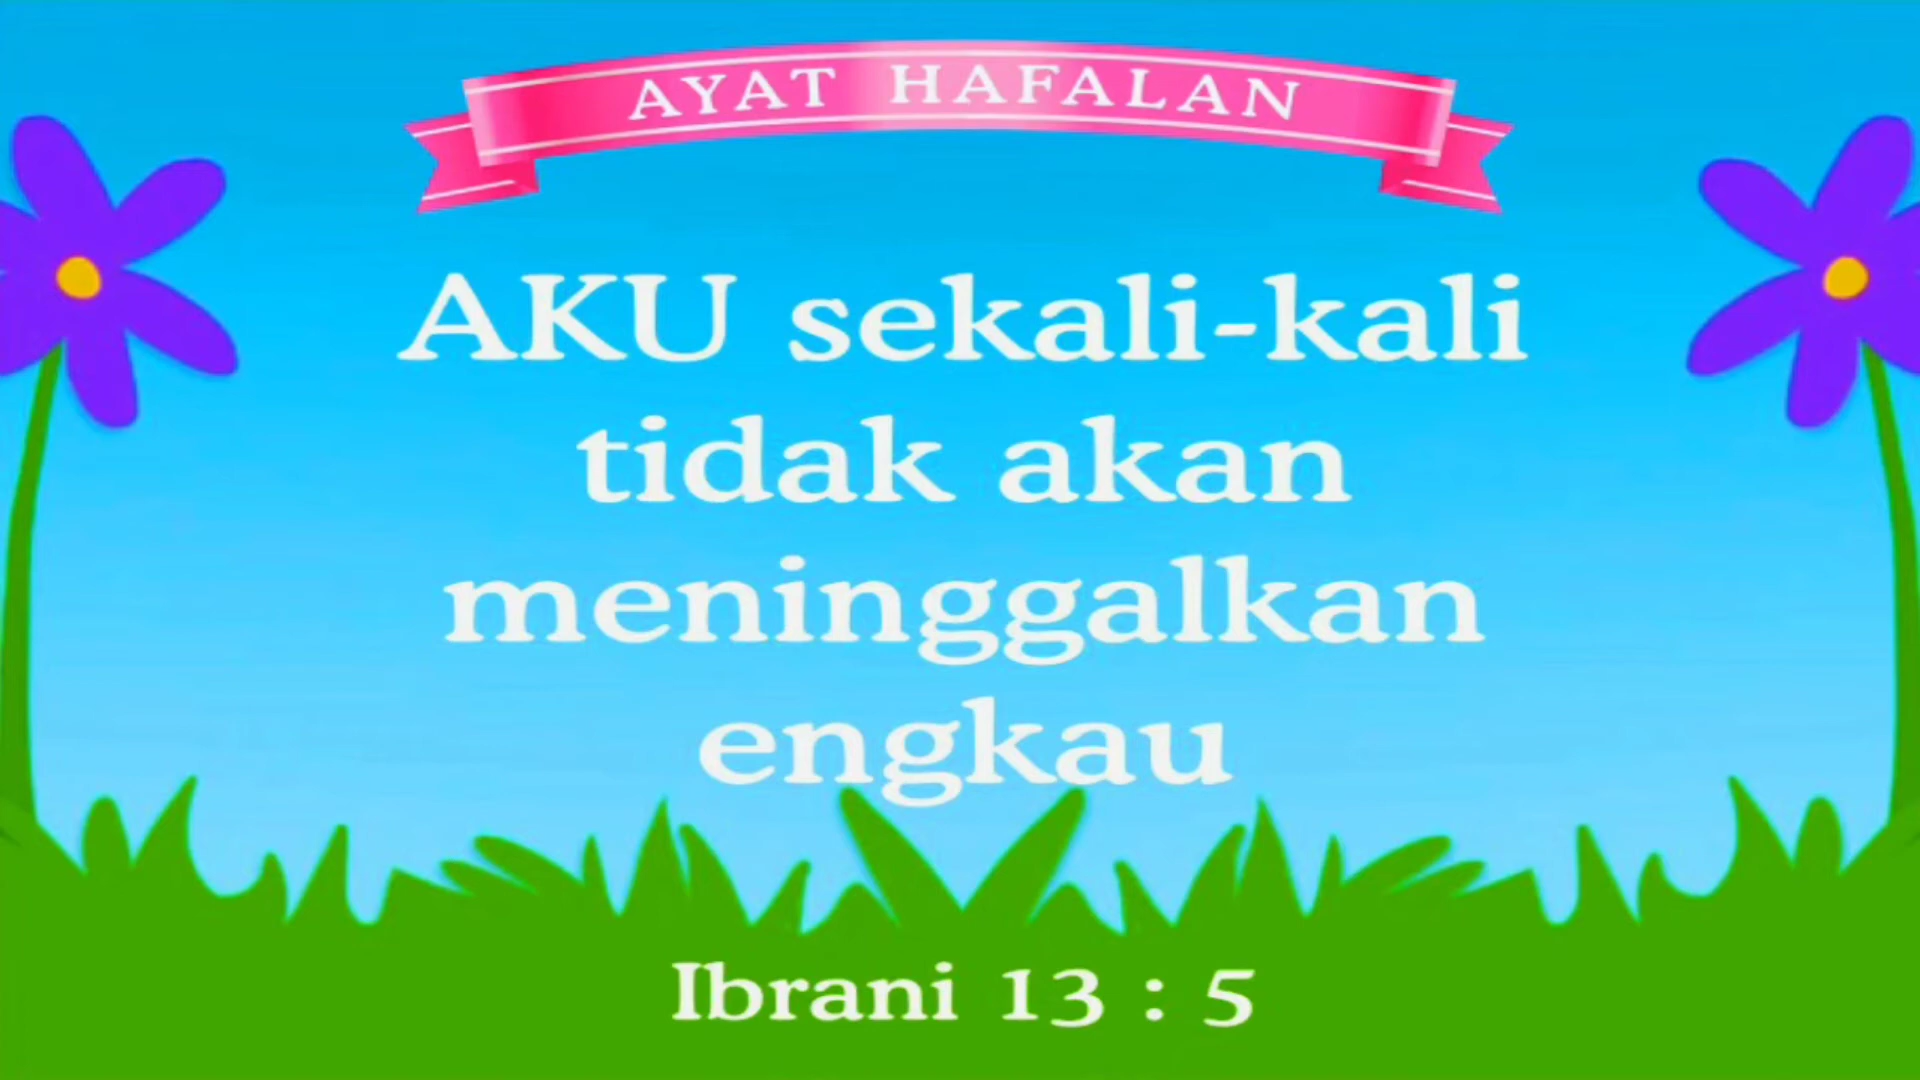 AYAT HAFALAN
AKU sekali-kali
tidak akan
meninggalkan
engkau
Ibrani 13 : 5